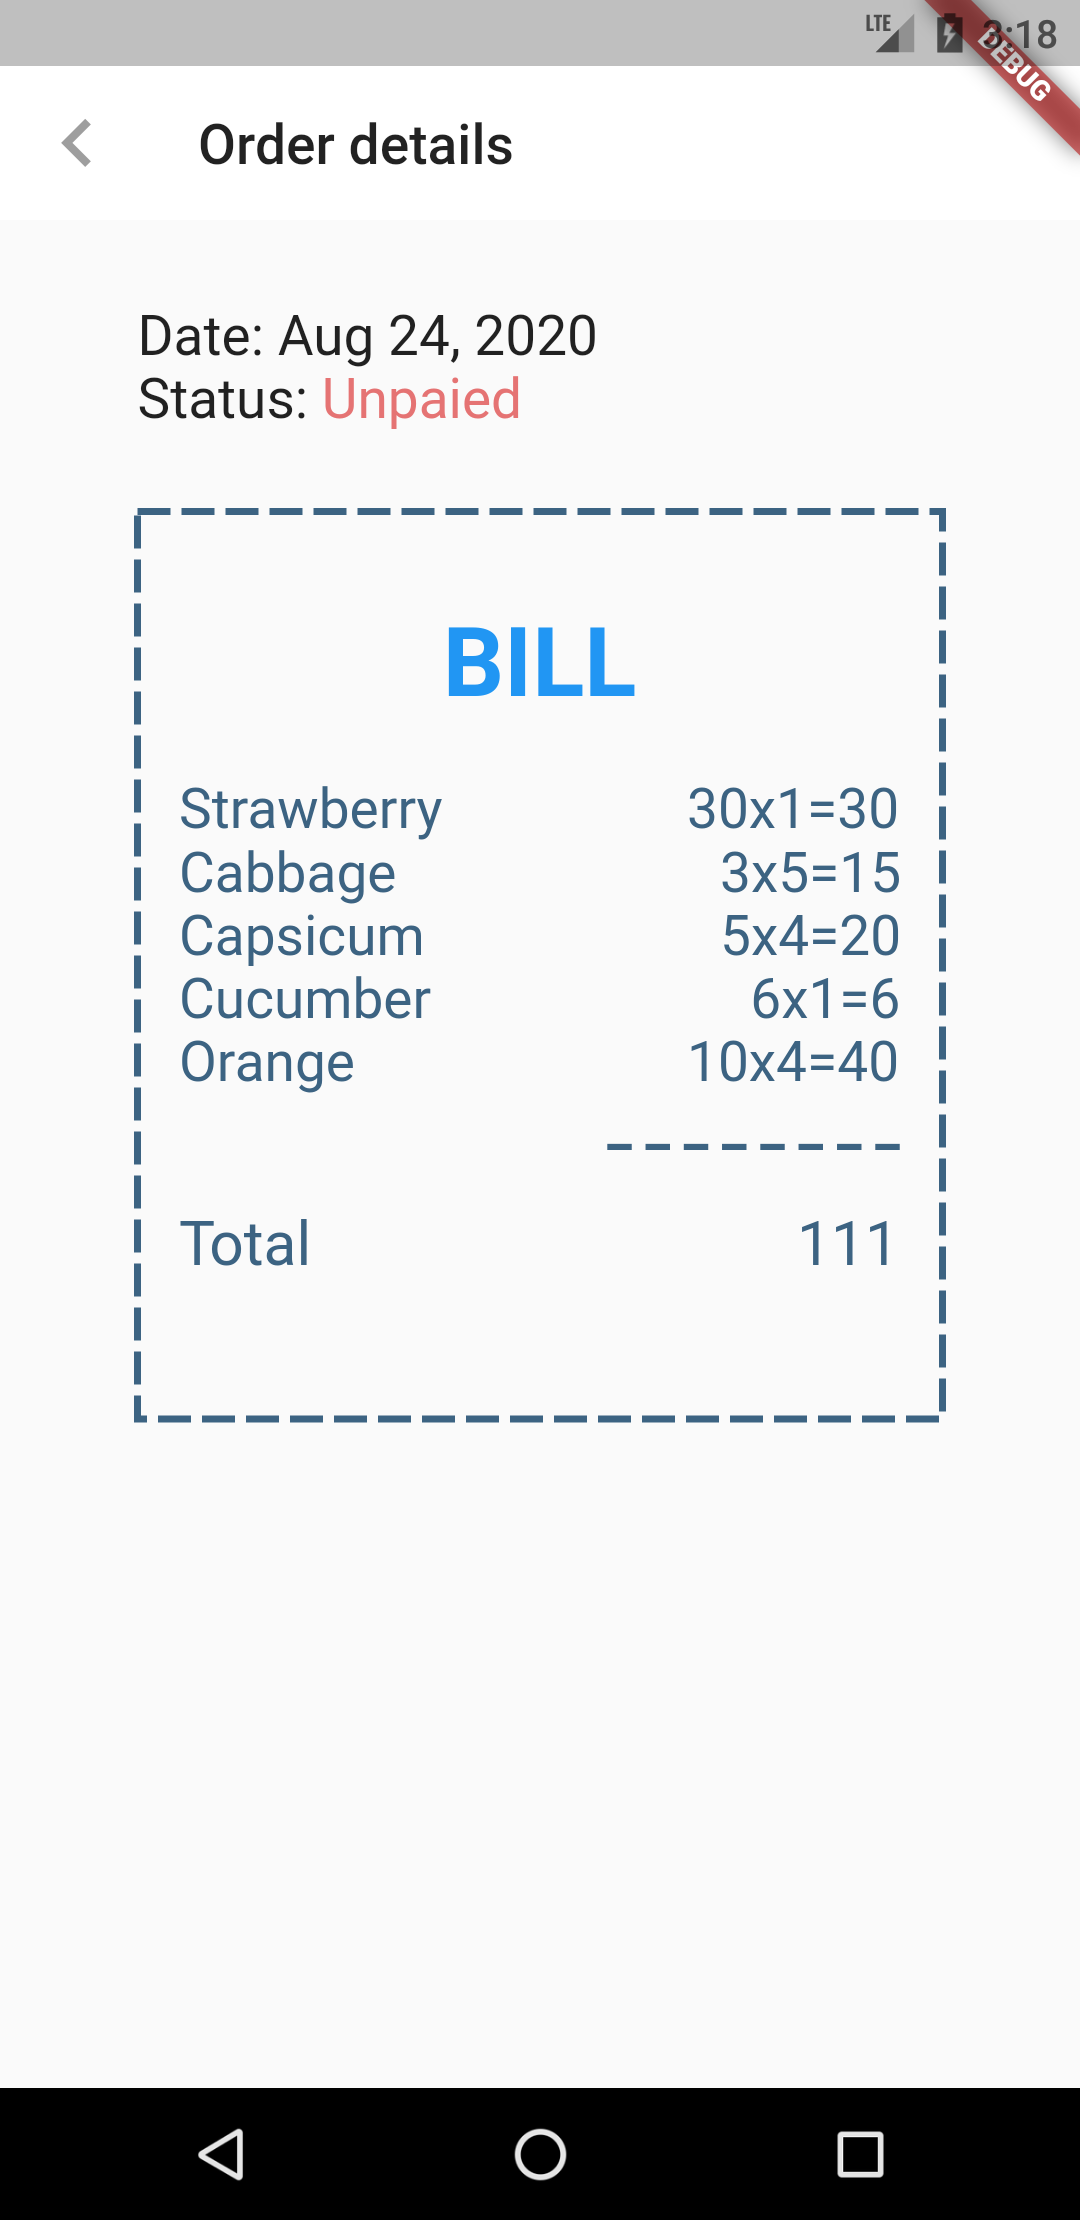 LTE 3:18
DEBUG
Order details
Date: Aug 24, 2020
Status: Unpaied
BILL
Strawberry 30x1=30
Cabbage 3x5=15
Capsicum 5x4=20
Cucumber 6x1=6
Orange 10x4=40
Total 111